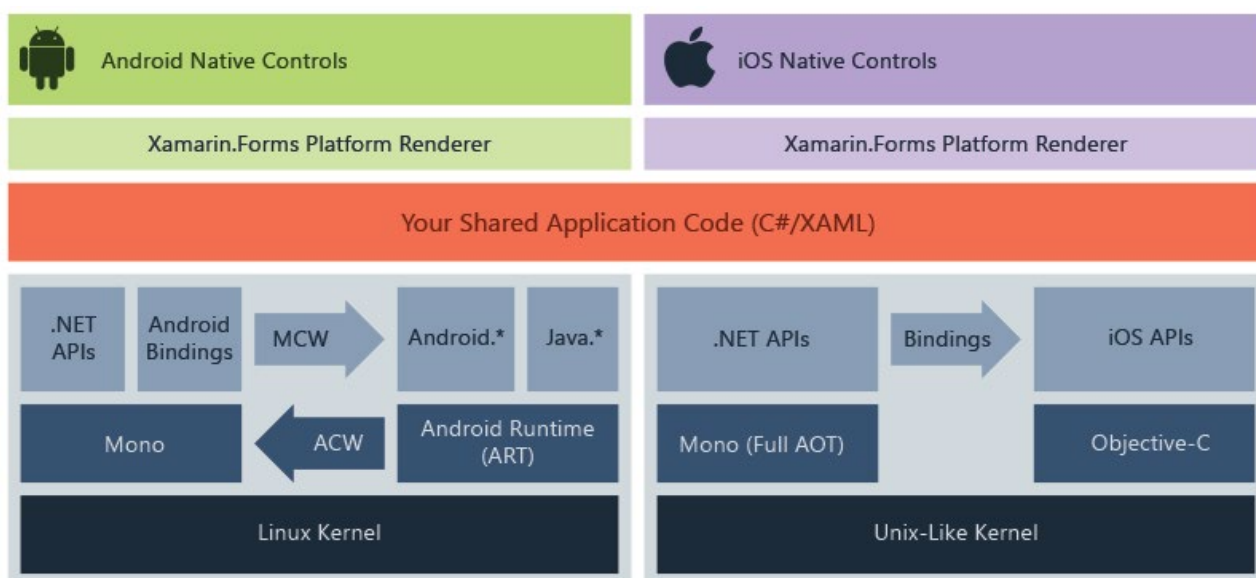 Android Native Controls
iOS Native Controls
Xamarin.Forms Platform Renderer
Xamarin.Forms Platform Renderer
Your Shared Application Code (C#/XAML)
.NET
APIs
Android
Bindings
MCW
Android.*
Java.*
.NET APIs
Bindings
iOS APIs
Mono
ACW
Android Runtime
(ART)
Mono (Full AOT)
Objective-C
Linux Kernel
Unix-Like Kernel